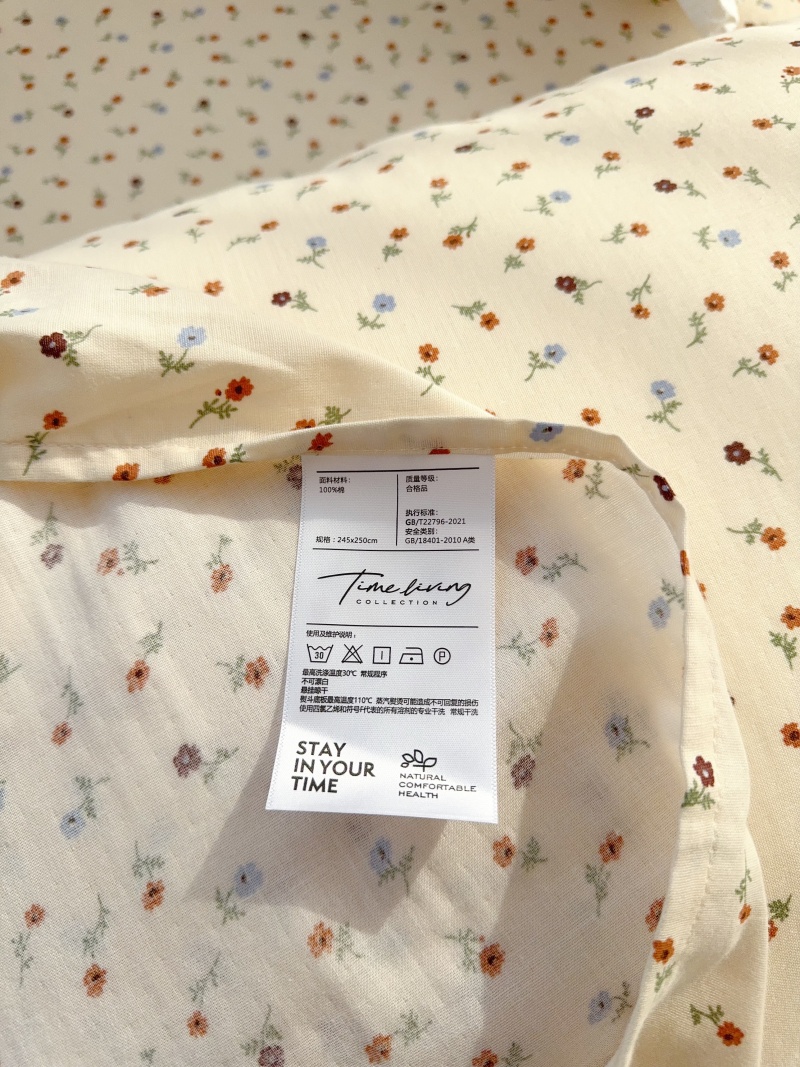 面料材料：
100%棉
规格：245x250cm
质量等级：
合格品
执行标准：
GB/T22796-2021
安全类别：
GB/18401-2010 A类
Time living
COLLECTION
使用及维护说明：
30
P
最高洗涤温度30℃ 常规程序
不可漂白
悬挂晾干
熨斗底板最高温度110℃ 蒸汽熨烫可能造成不可回复的损伤
使用四氯乙烯和符号F代表的所有溶剂的专业干洗 常规干洗
STAY
IN YOUR
TIME
NATURAL
COMFORTABLE
HEALTH